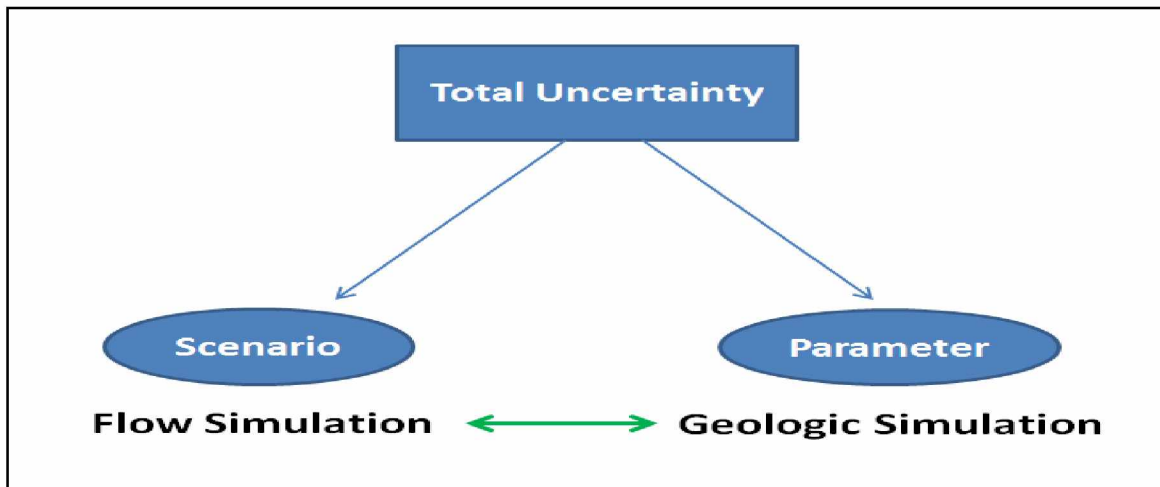 Total Uncertainty
Scenario
Parameter
Flow Simulation
Geologic Simulation